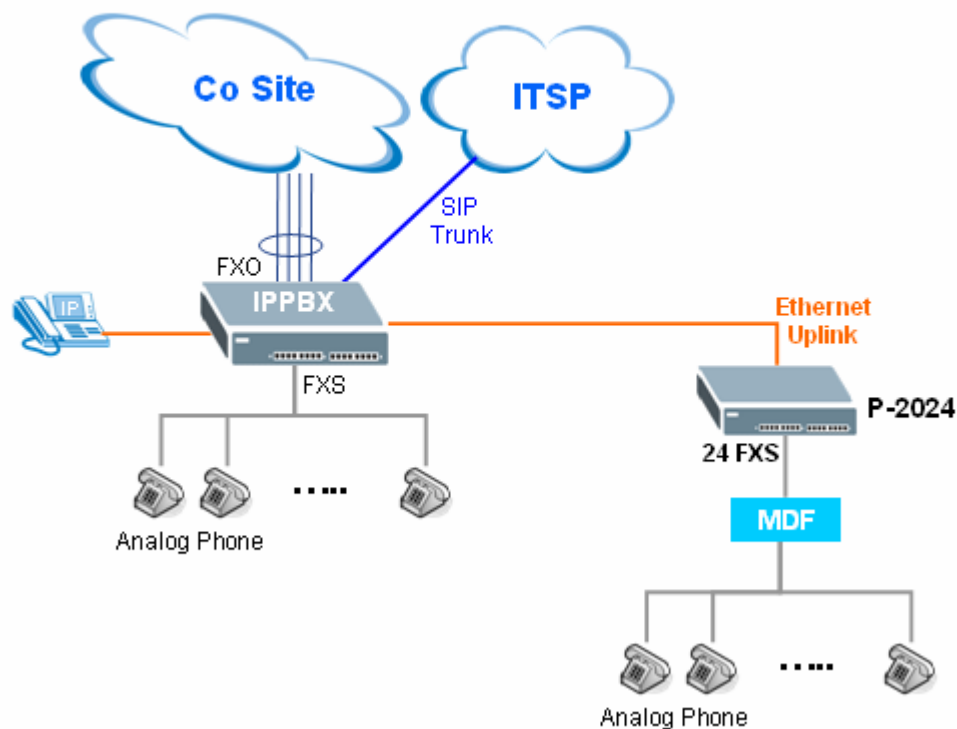 Co Site
ITSP
SIP
Trunk
FXO
IPPBX
IP
Ethernet
Uplink
FXS
P-2024
24 FXS
.....
Analog Phone
MDF
.....
Analog Phone